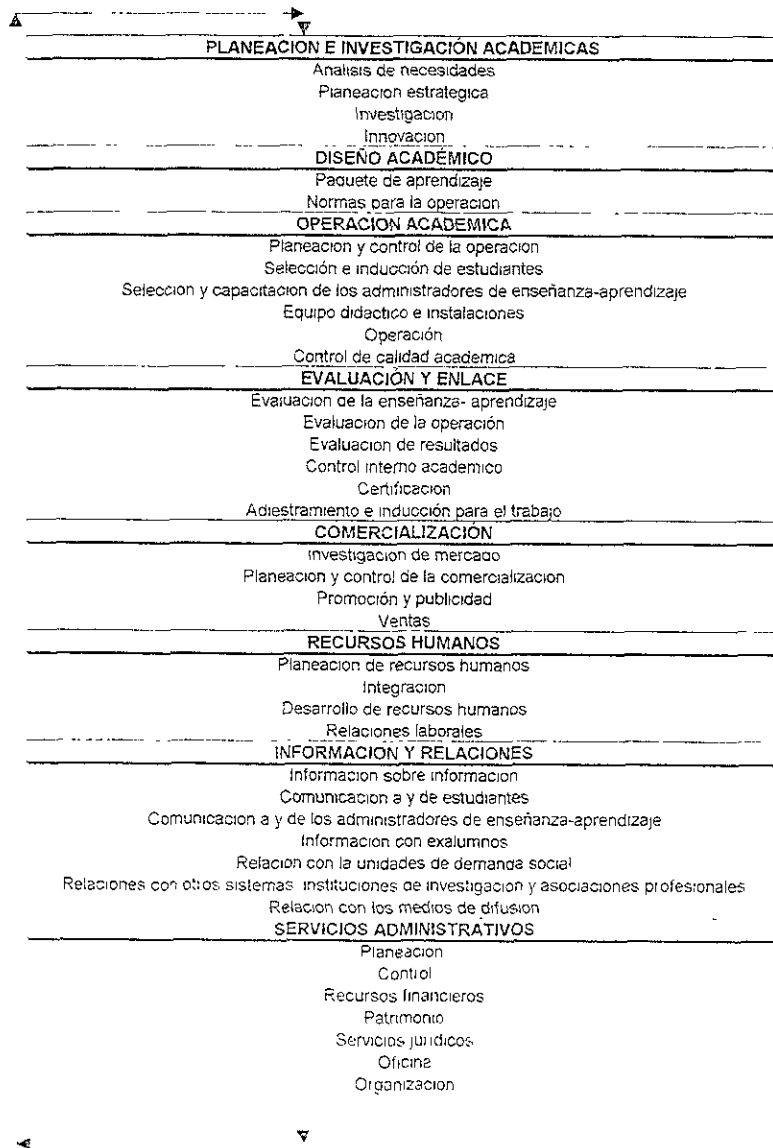 PLANEACION E INVESTIGACIÓN ACADEMICAS
Analisis de necesidades
Planeacion estrategica
Investigacion
Innovacion
DISEÑO ACADÉMICO
Paquete de aprendizaje
Normas para la operacion
OPERACION ACADEMICA
Planeacion y control de la operacion
Selección e inducción de estudiantes
Seleccion y capacitacion de los administradores de enseñanza-aprendizaje
Equipo didactico e instalaciones
Operación
Control de calidad academica
EVALUACIÓN Y ENLACE
Evaluacion de la enseñanza- aprendizaje
Evaluacion de la operación
Evaluacion de resultados
Control interno academico
Certificacion
Adiestramiento e inducción para el trabajo
COMERCIALIZACIÓN
Investigacion de mercado
Planeacion y control de la comercializacion
Promoción y publicidad
Ventas
RECURSOS HUMANOS
Planeacion de recursos humanos
Integracion
Desarrollo de recursos humanos
Relaciones laborales
INFORMACION Y RELACIONES
Informacion sobre informacion
Comunicacion a y de estudiantes
Comunicacion a y de los administradores de enseñanza-aprendizaje
Informacion con exalumnos
Relacion con la unidades de demanda social
Relaciones con otros sistemas instituciones de investigacion y asociaciones profesionales
Relacion con los medios de difusion
SERVICIOS ADMINISTRATIVOS
Planeacion
Control
Recursos financieros
Patrimonio
Servicios juridicos
Oficina
Organizacion